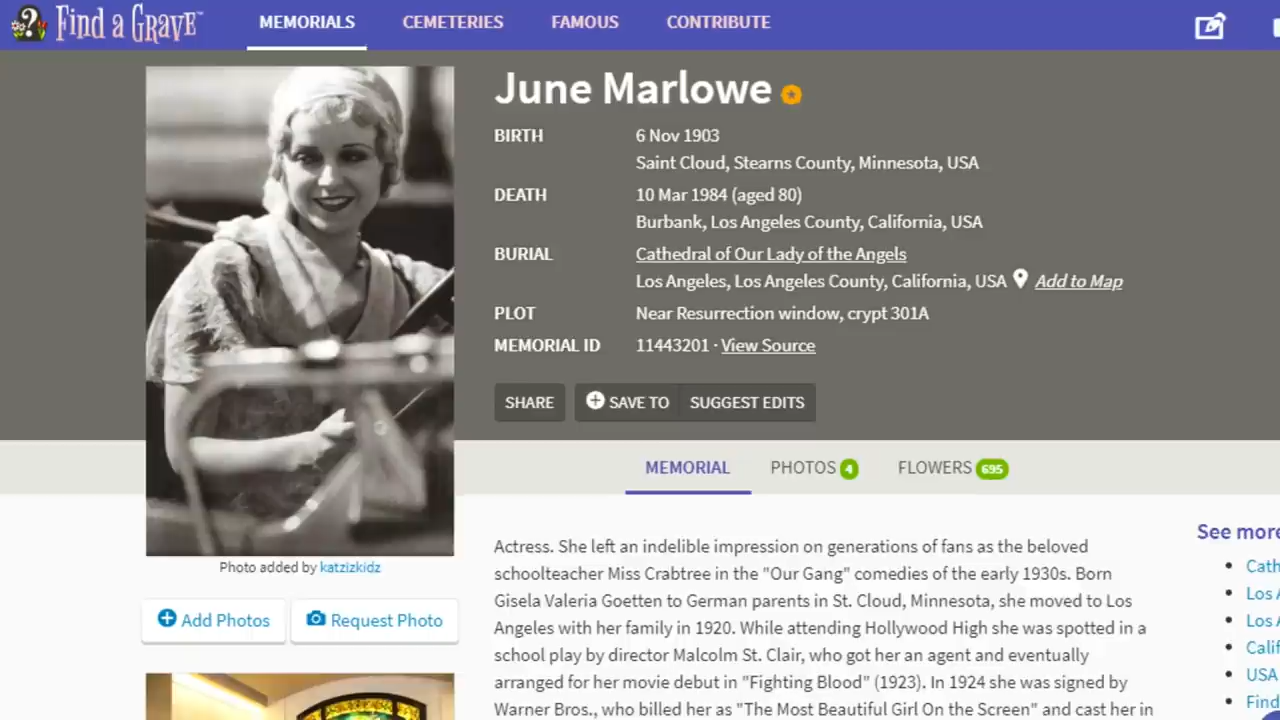 Find a Grave™
MEMORIALS CEMETERIES FAMOUS CONTRIBUTE
June Marlowe
BIRTH 6 Nov 1903
Saint Cloud, Stearns County, Minnesota, USA
DEATH 10 Mar 1984 (aged 80)
Burbank, Los Angeles County, California, USA
BURIAL Cathedral of Our Lady of the Angels
Los Angeles, Los Angeles County, California, USA Add to Map
PLOT Near Resurrection window, crypt 301A
MEMORIAL ID 11443201 · View Source
SHARE SAVE TO SUGGEST EDITS
MEMORIAL PHOTOS 4 FLOWERS 695
Photo added by katzizkidz
Add Photos Request Photo
Actress. She left an indelible impression on generations of fans as the beloved
schoolteacher Miss Crabtree in the "Our Gang" comedies of the early 1930s. Born
Gisela Valeria Goetten to German parents in St. Cloud, Minnesota, she moved to Los
Angeles with her family in 1920. While attending Hollywood High she was spotted in a
school play by director Malcolm St. Clair, who got her an agent and eventually
arranged for her movie debut in "Fighting Blood" (1923). In 1924 she was signed by
Warner Bros., who billed her as "The Most Beautiful Girl On the Screen" and cast her in
See more
Cath
Los A
Los A
Calif
USA
Finds